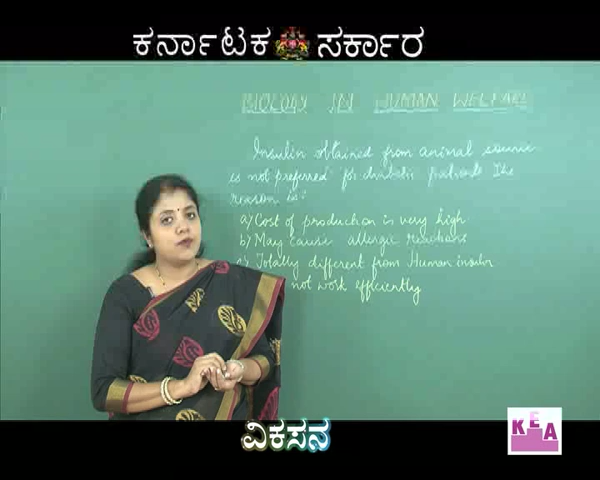 ಕರ್ನಾಟಕ ಸರ್ಕಾರ
BIOLOGY IN HUMAN WELFARE
Insulin obtained from animal source
is not preferred for diabetic patients The
reason is:
a) Cost of production is very high
b) May cause allergic reactions
Totally different from Human insulin
not work efficiently
ವಿಕಸನ
KEA